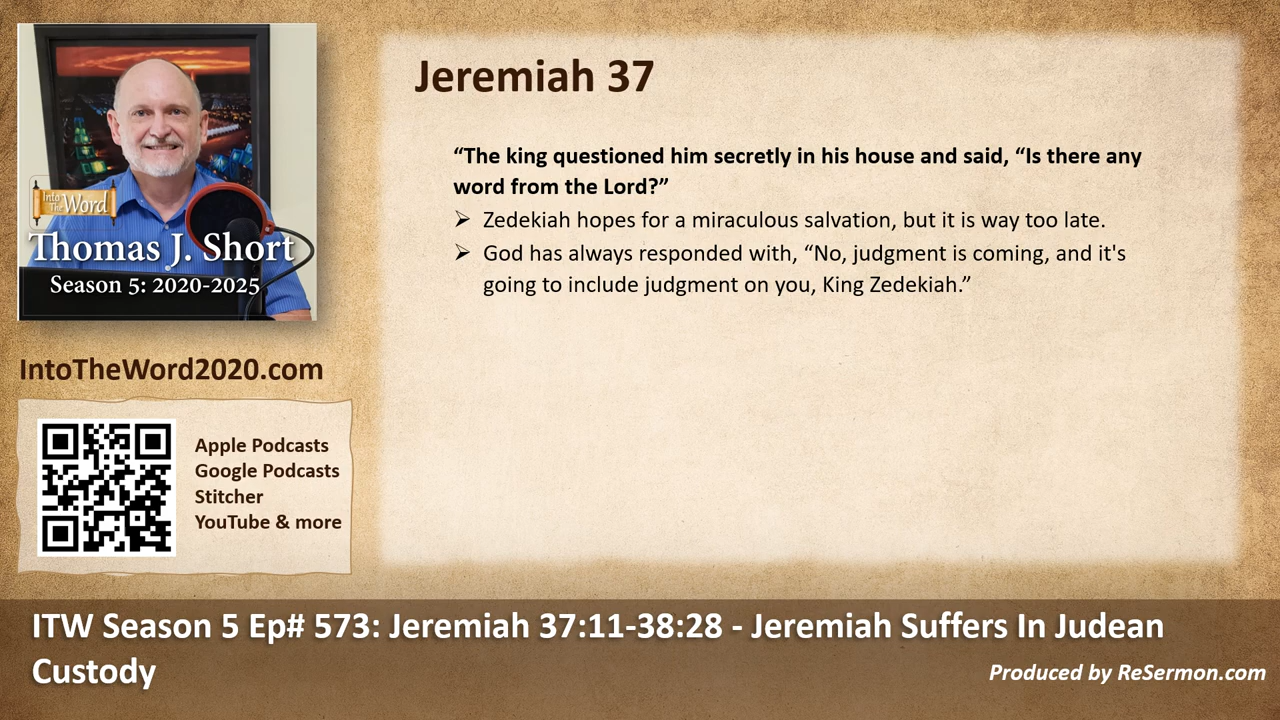 Into
The Word
Thomas J. Short
Season 5: 2020-2025
IntoTheWord2020.com
Apple Podcasts
Google Podcasts
Stitcher
YouTube & more
Jeremiah 37
“The king questioned him secretly in his house and said, “Is there any
word from the Lord?”
➢ Zedekiah hopes for a miraculous salvation, but it is way too late.
➢ God has always responded with, “No, judgment is coming, and it's
going to include judgment on you, King Zedekiah.”
ITW Season 5 Ep# 573: Jeremiah 37:11-38:28 - Jeremiah Suffers In Judean
Custody
Produced by ReSermon.com